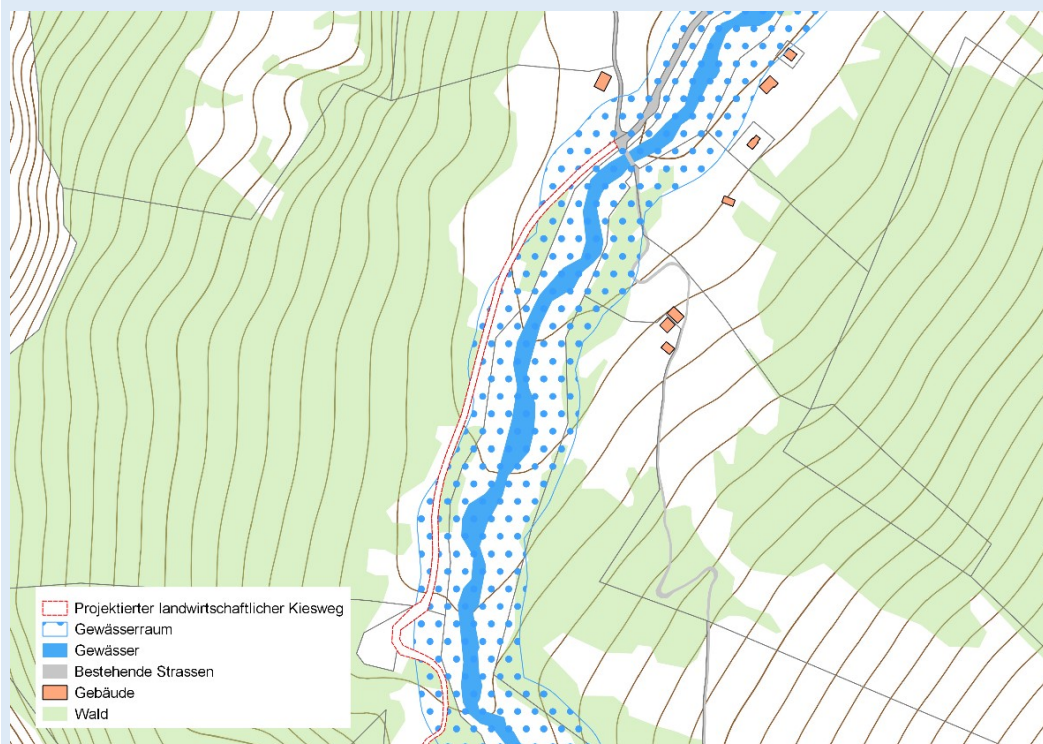 Projektierter landwirtschaftlicher Kiesweg
Gewässerraum
Gewässer
Bestehende Strassen
Gebäude
Wald